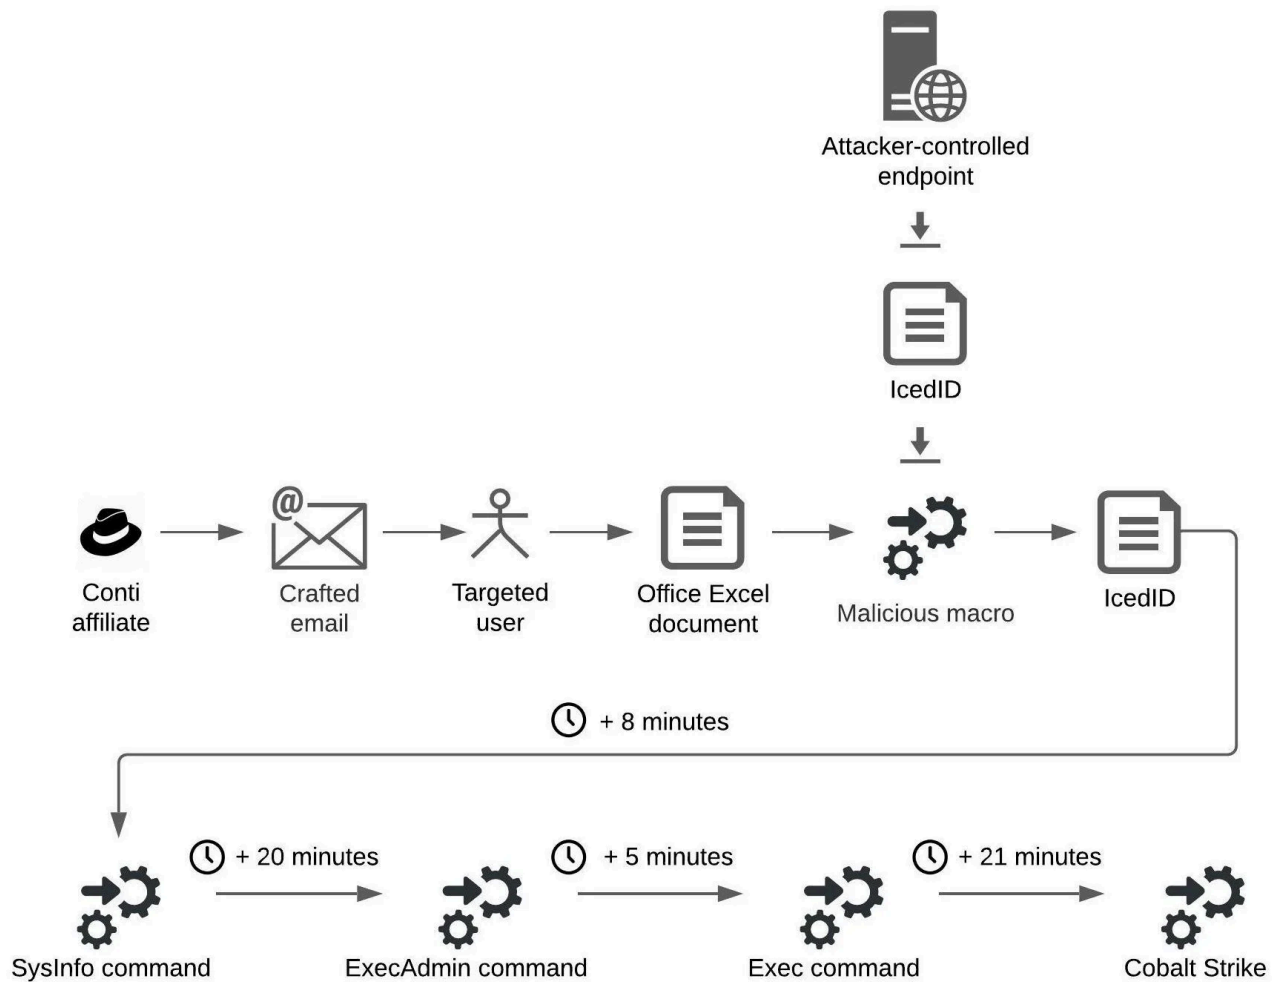 Attacker-controlled
endpoint
IcedID
@
Conti
affiliate
Crafted
email
Targeted
user
Office Excel
document
Malicious macro
IcedID
+ 8 minutes
+ 20 minutes
+ 5 minutes
+ 21 minutes
SysInfo command
ExecAdmin command
Exec command
Cobalt Strike